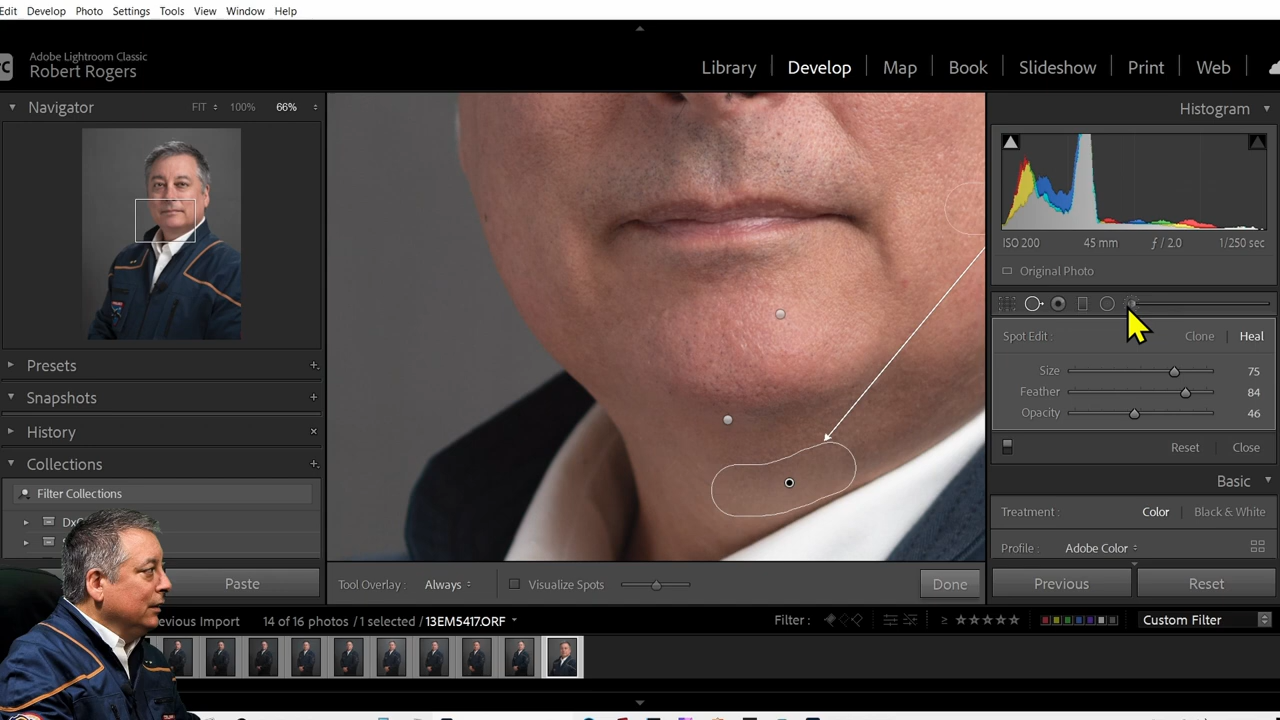 Edit Develop Photo Settings Tools View Window Help
Adobe Lightroom Classic
Robert Rogers
Library Develop Map Book Slideshow Print Web
Navigator FIT 100% 66%
Histogram
ISO 200 45 mm ƒ / 2.0 1/250 sec
Original Photo
Spot Edit : Clone Heal
Size 75
Feather 84
Opacity 46
Reset Close
Presets
Snapshots
History
Collections
Filter Collections
Basic
Treatment : Color Black & White
Profile : Adobe Color
Paste
Tool Overlay : Always Visualize Spots Done
Previous Reset
evious Import 14 of 16 photos / 1 selected / 13EM5417.ORF
Filter : Custom Filter